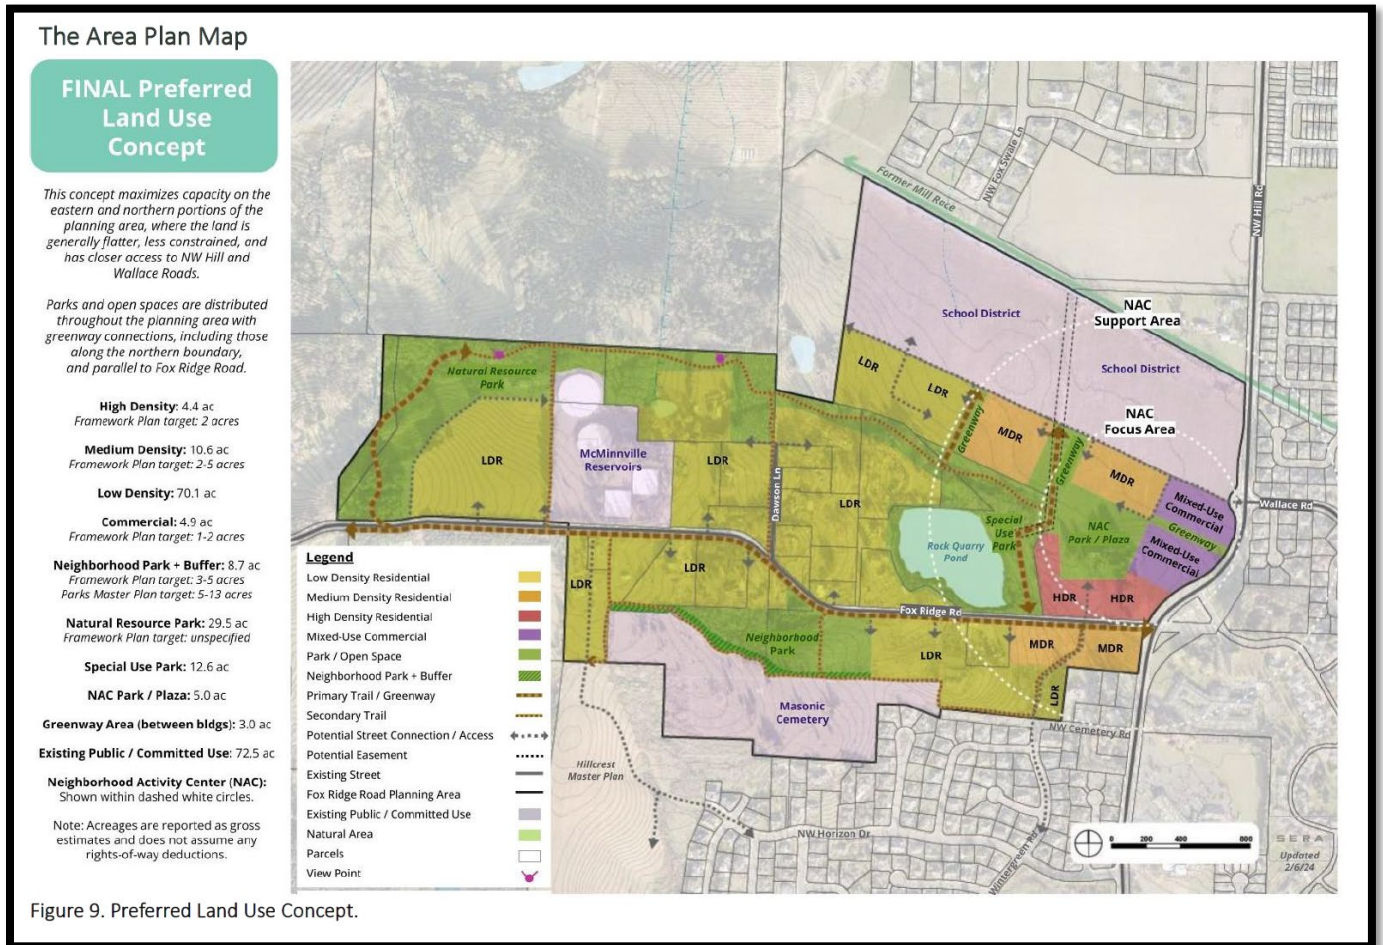 The Area Plan Map
FINAL Preferred
Land Use
Concept
This concept maximizes capacity on the
eastern and northern portions of the
planning area, where the land is
generally flatter, less constrained, and
has closer access to NW Hill and
Wallace Roads.
Parks and open spaces are distributed
throughout the planning area with
greenway connections, including those
along the northern boundary,
and parallel to Fox Ridge Road.
High Density: 4.4 ac
Framework Plan target: 2 acres
Medium Density: 10.6 ac
Framework Plan target: 2-5 acres
Low Density: 70.1 ac
Commercial: 4.9 ac
Framework Plan target: 1-2 acres
Neighborhood Park + Buffer: 8.7 ac
Framework Plan target: 3-5 acres
Parks Master Plan target: 5-13 acres
Natural Resource Park: 29.5 ac
Framework Plan target: unspecified
Special Use Park: 12.6 ac
NAC Park / Plaza: 5.0 ac
Greenway Area (between bldgs): 3.0 ac
Existing Public / Committed Use: 72.5 ac
Neighborhood Activity Center (NAC):
Shown within dashed white circles.
Note: Acreages are reported as gross
estimates and does not assume any
rights-of-way deductions.
NW Fox Swale Ln
Former Mill Race
NW Hill Rd
School District
NAC
Support Area
School District
NAC
Focus Area
LDR
LDR
Greenway
MDR
Greenway
MDR
Mixed-Use
Commercial
Greenway
Mixed-Use
Commercial
Wallace Rd
Natural Resource
Park
LDR
McMinnville
Reservoirs
LDR
Dawson Ln
LDR
Rock Quarry
Pond
Special
Use
Park
NAC
Park / Plaza
HDR
HDR
Fox Ridge Rd
LDR
LDR
Neighborhood
Park
LDR
MDR
MDR
LDR
Masonic
Cemetery
NW Cemetery Rd
Hillcrest
Master Plan
NW Horizon Dr
Wintergreen Rd
Legend
Low Density Residential
Medium Density Residential
High Density Residential
Mixed-Use Commercial
Park / Open Space
Neighborhood Park + Buffer
Primary Trail / Greenway
Secondary Trail
Potential Street Connection / Access
Potential Easement
Existing Street
Fox Ridge Road Planning Area
Existing Public / Committed Use
Natural Area
Parcels
View Point
0 200 400 800
SERA
Updated
2/6/24
Figure 9. Preferred Land Use Concept.